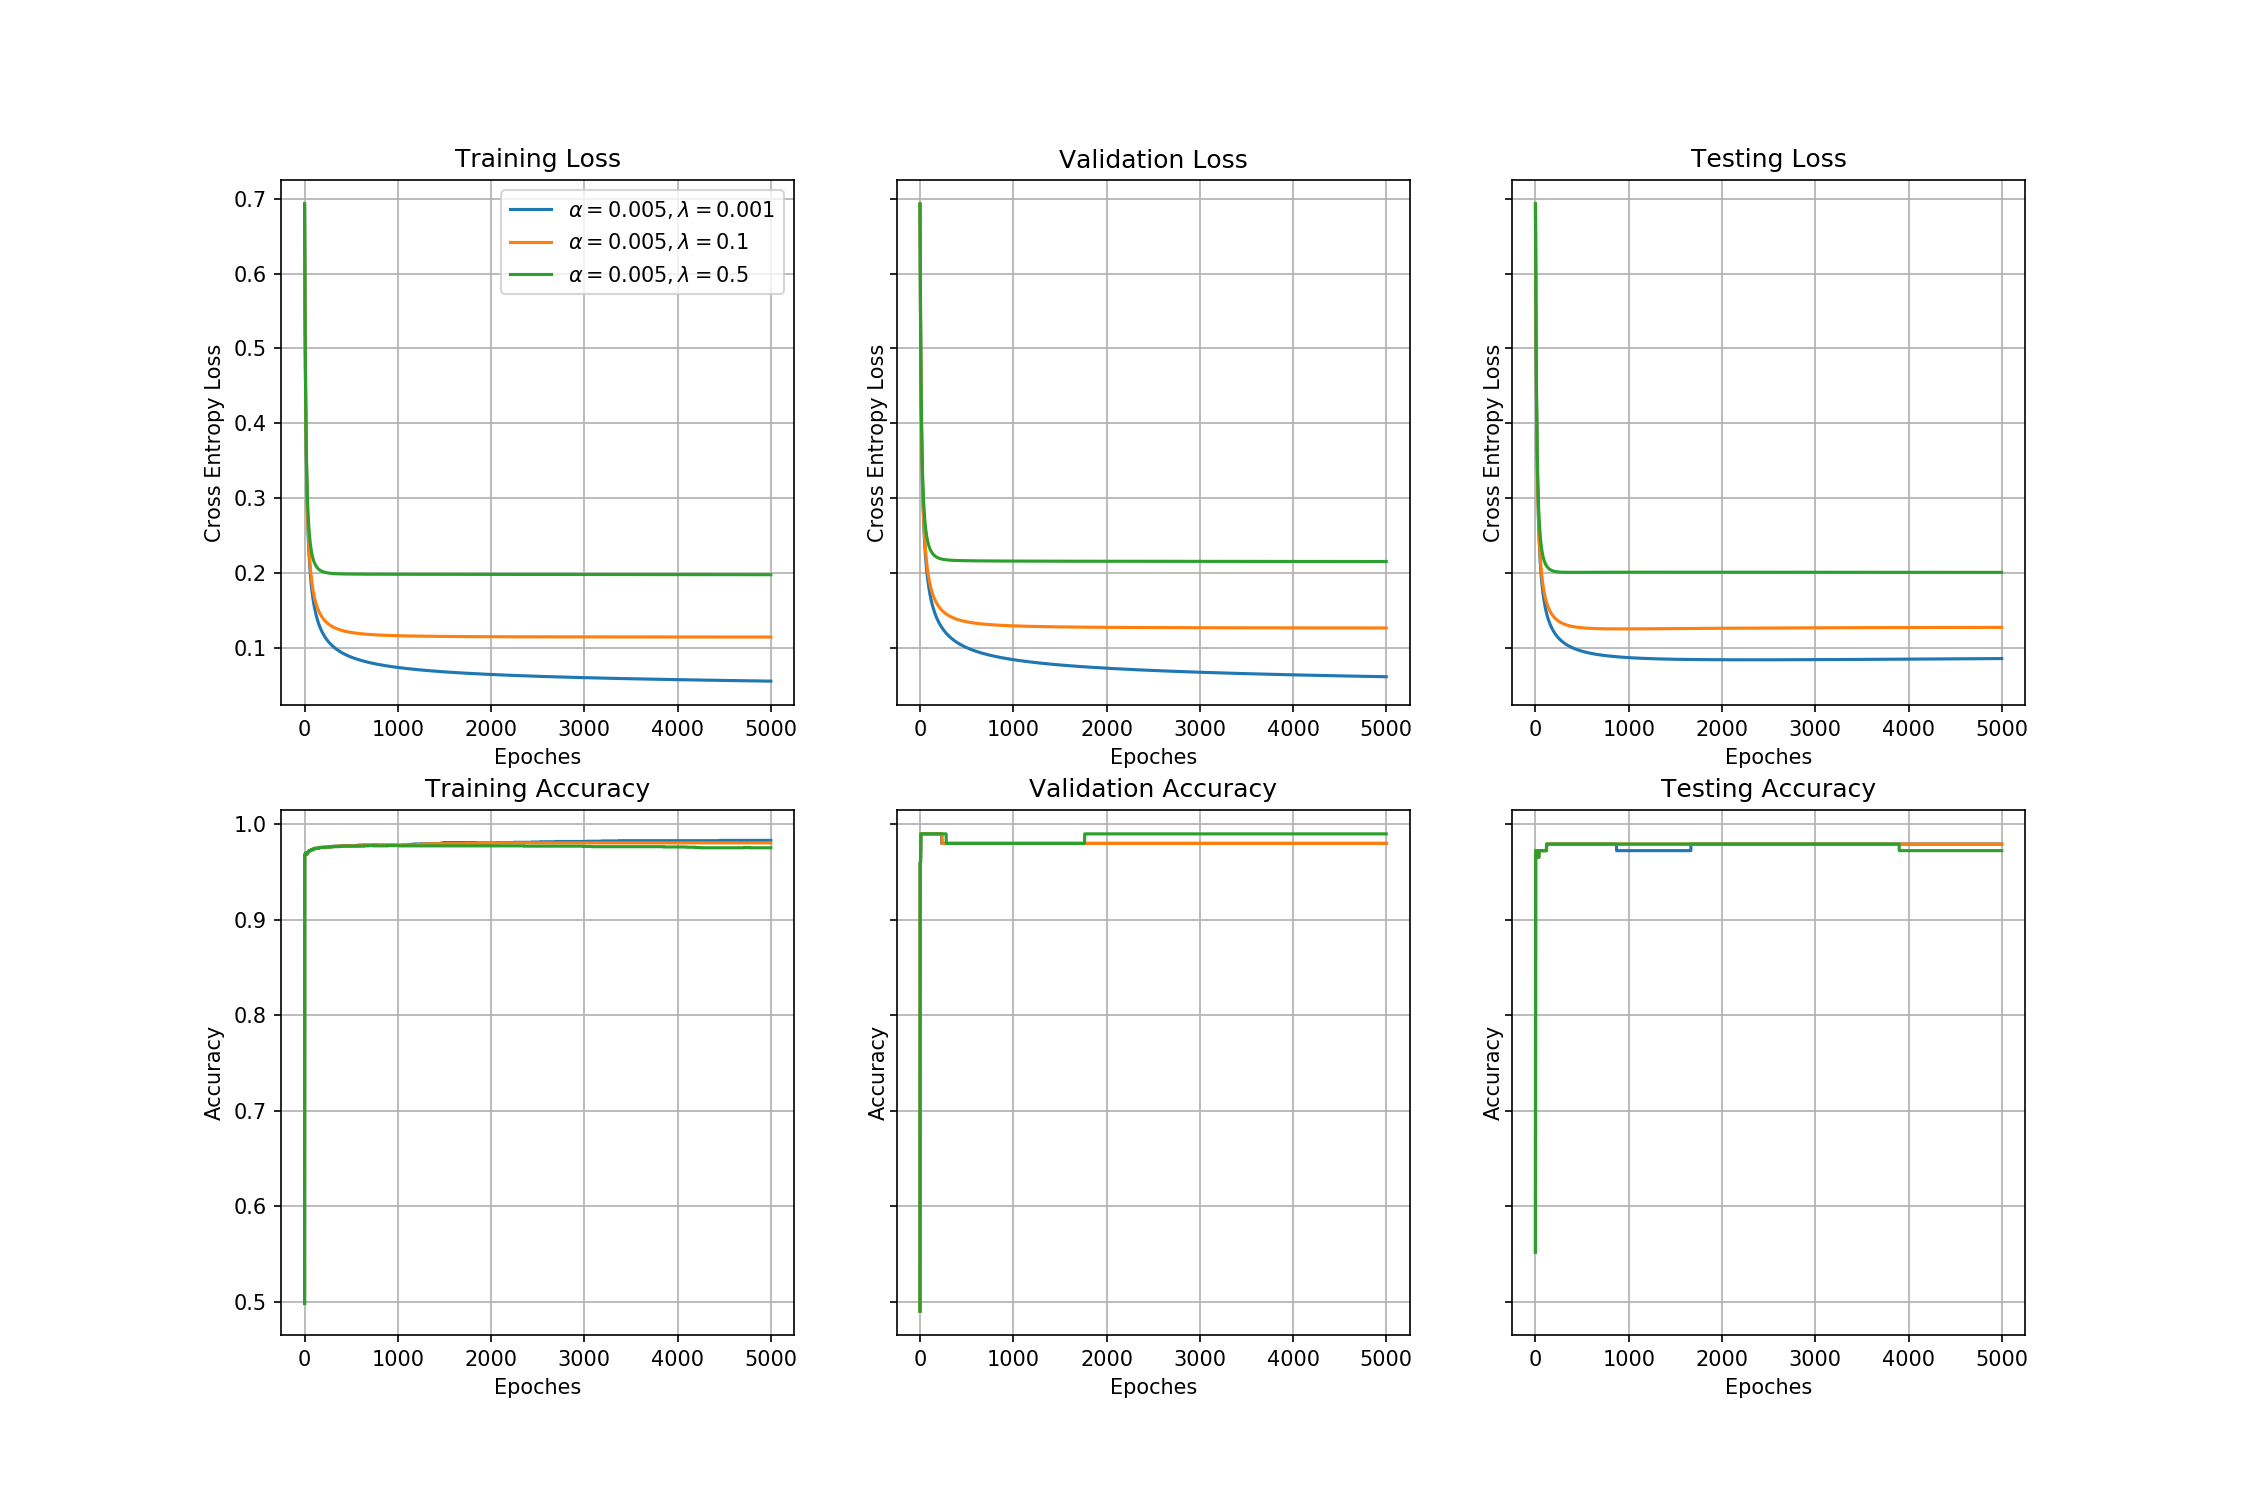 Training Loss
Validation Loss
Testing Loss
α = 0.005, λ = 0.001
α = 0.005, λ = 0.1
α = 0.005, λ = 0.5
Cross Entropy Loss
0.7
0.6
0.5
0.4
0.3
0.2
0.1
0 1000 2000 3000 4000 5000
Epoches
Cross Entropy Loss
0 1000 2000 3000 4000 5000
Epoches
Cross Entropy Loss
0 1000 2000 3000 4000 5000
Epoches
Training Accuracy
Validation Accuracy
Testing Accuracy
Accuracy
1.0
0.9
0.8
0.7
0.6
0.5
0 1000 2000 3000 4000 5000
Epoches
Accuracy
0 1000 2000 3000 4000 5000
Epoches
Accuracy
0 1000 2000 3000 4000 5000
Epoches